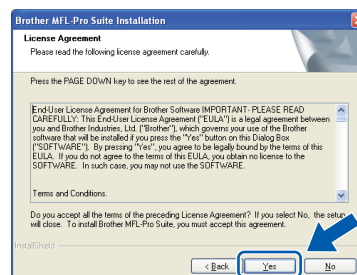 Brother MFL-Pro Suite Installation
License Agreement
Please read the following license agreement carefully.
Press the PAGE DOWN key to see the rest of the agreement.
End-User License Agreement for Brother Software IMPORTANT- PLEASE READ
CAREFULLY: This End-User License Agreement ("EULA") is a legal agreement between
you and Brother Industries, Ltd. ("Brother"), which governs your use of the Brother
software that will be installed if you press the "Yes" button on this Dialog Box
("SOFTWARE"). By pressing "Yes", you agree to be legally bound by the terms of this
EULA. If you do not agree to the terms of this EULA, you obtain no license to the
SOFTWARE. In such case, you may not use the SOFTWARE.
Terms and Conditions.
Do you accept all the terms of the preceding License Agreement? If you select No, the setup
will close. To install Brother MFL-Pro Suite, you must accept this agreement.
InstallShield
< Back
Yes
No